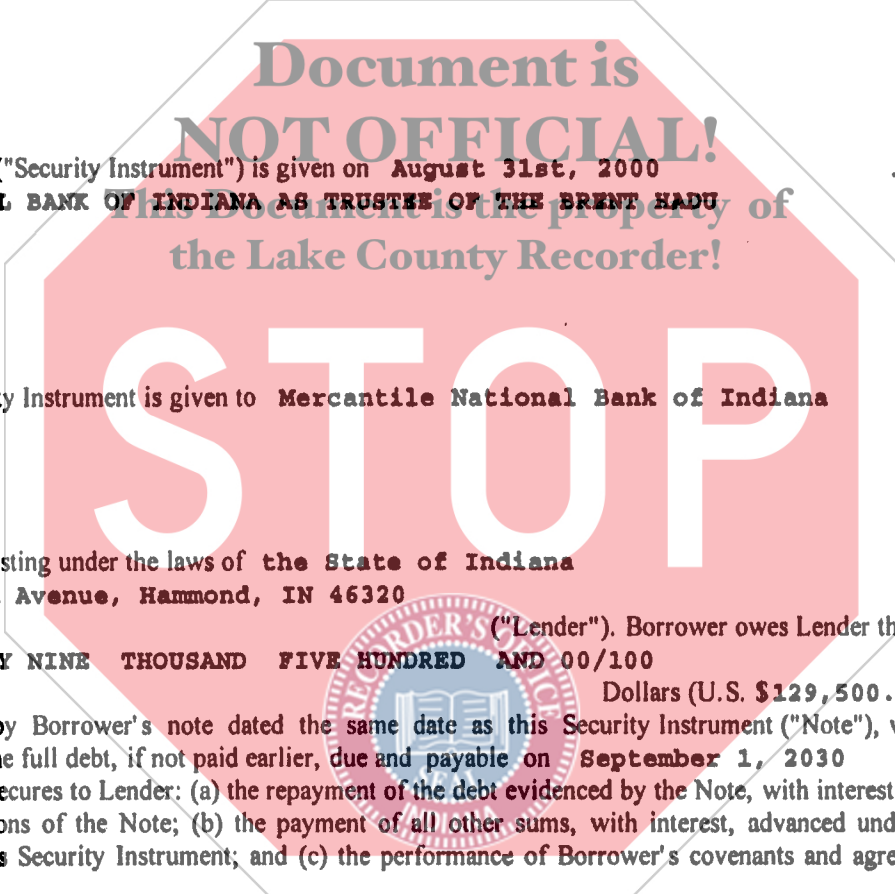 Document is
NOT OFFICIAL!
("Security Instrument") is given on August 31st, 2000
L BANK OF INDIANA AS TRUSTEE OF THE BRENT HADU
This Document is the property of
the Lake County Recorder!
STOP
y Instrument is given to Mercantile National Bank of Indiana
sting under the laws of the State of Indiana
Avenue, Hammond, IN 46320
("Lender"). Borrower owes Lender th
Y NINE THOUSAND FIVE HUNDRED AND 00/100
Dollars (U.S. $129,500.
by Borrower's note dated the same date as this Security Instrument ("Note"), w
e full debt, if not paid earlier, due and payable on September 1, 2030
ecures to Lender: (a) the repayment of the debt evidenced by the Note, with interest
ons of the Note; (b) the payment of all other sums, with interest, advanced und
s Security Instrument; and (c) the performance of Borrower's covenants and agre
RECORDER'S OFFICE
SEAL
INDIANA